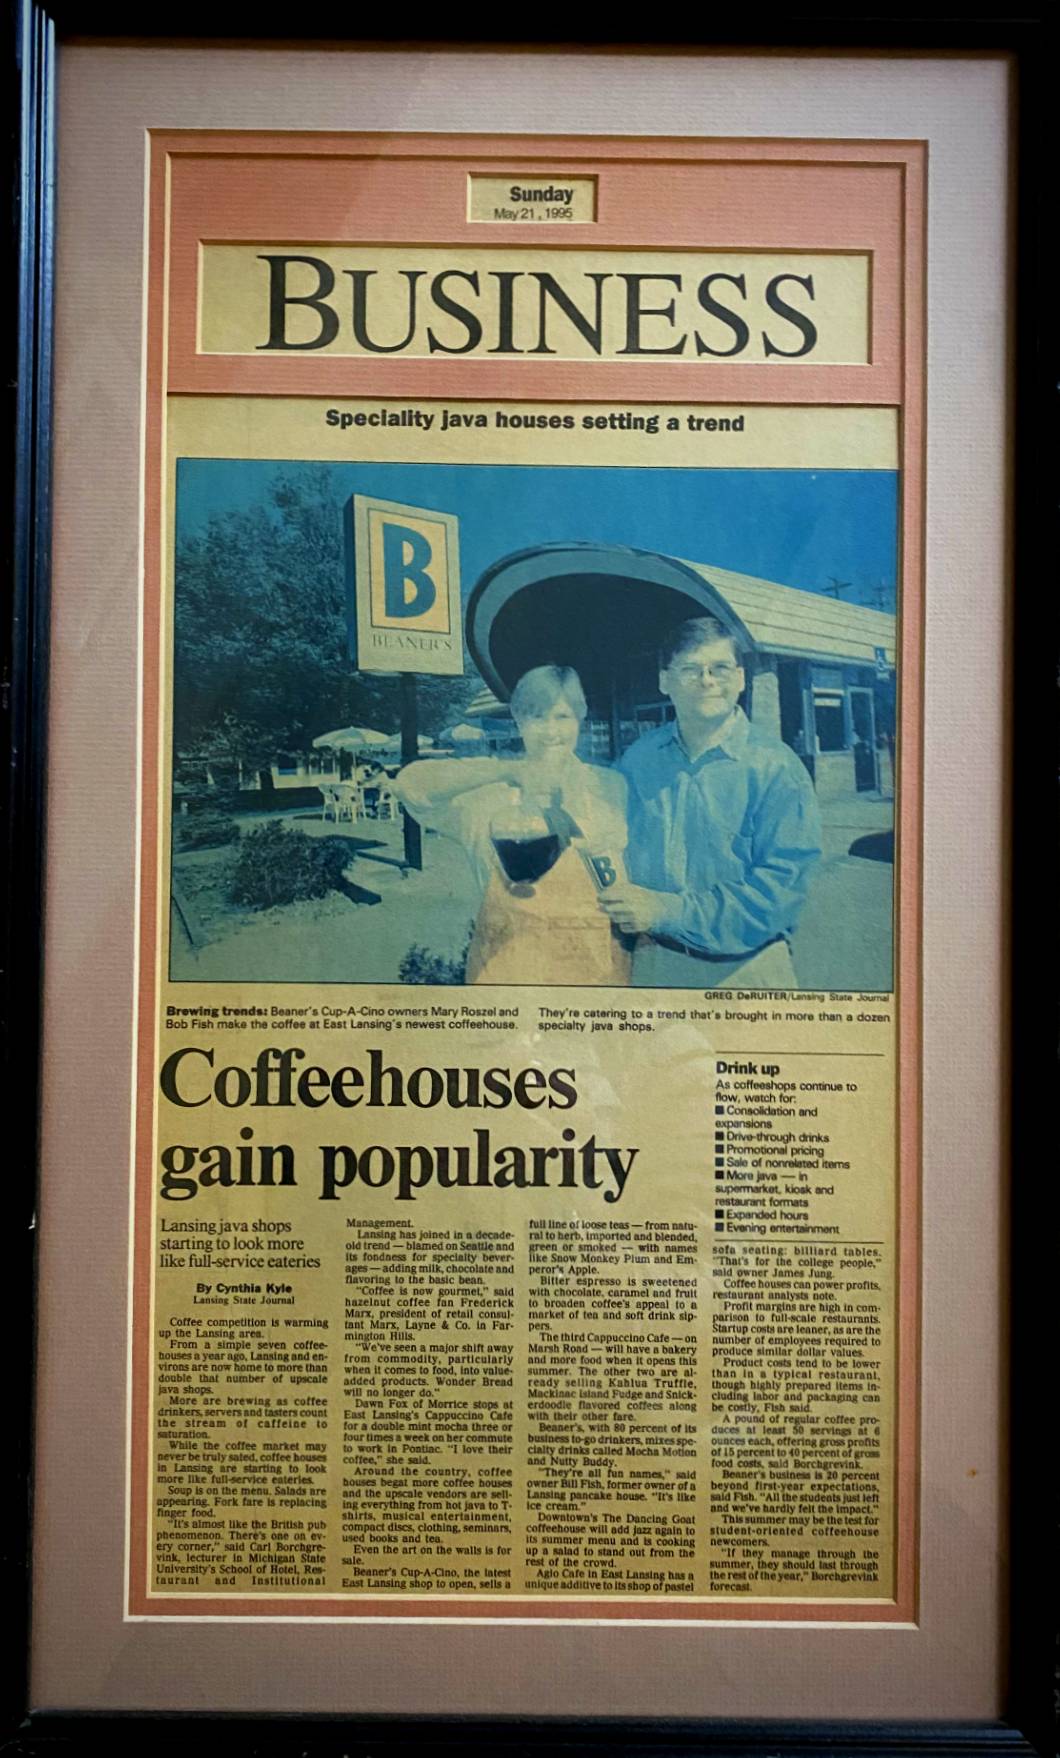 Sunday
May 21, 1995
BUSINESS
Speciality java houses setting a trend
B
BEANER'S
B
GREG DeRUITER/Lansing State Journal
Brewing trends: Beaner's Cup-A-Cino owners Mary Roszel and
Bob Fish make the coffee at East Lansing's newest coffeehouse.
They're catering to a trend that's brought in more than a dozen
specialty java shops.
Coffeehouses
gain popularity
Drink up
As coffeeshops continue to
flow, watch for:
■ Consolidation and
expansions
■ Drive-through drinks
■ Promotional pricing
■ Sale of nonrelated items
■ More java — in
supermarket, kiosk and
restaurant formats
■ Expanded hours
■ Evening entertainment
Lansing java shops
starting to look more
like full-service eateries
By Cynthia Kyle
Lansing State Journal
Coffee competition is warming
up the Lansing area.
From a simple seven coffee-
houses a year ago, Lansing and en-
virons are now home to more than
double that number of upscale
java shops.
More are brewing as coffee
drinkers, servers and tasters count
the stream of caffeine to
saturation.
While the coffee market may
never be truly sated, coffee houses
in Lansing are starting to look
more like full-service eateries.
Soup is on the menu. Salads are
appearing. Fork fare is replacing
finger food.
"It's almost like the British pub
phenomenon. There's one on ev-
ery corner," said Carl Borchgre-
vink, lecturer in Michigan State
University's School of Hotel, Res-
taurant and Institutional
Management.
Lansing has joined in a decade-
old trend — blamed on Seattle and
its fondness for specialty bever-
ages — adding milk, chocolate and
flavoring to the basic bean.
"Coffee is now gourmet," said
hazelnut coffee fan Frederick
Marx, president of retail consul-
tant Marx, Layne & Co. in Far-
mington Hills.
"We've seen a major shift away
from commodity, particularly
when it comes to food, into value-
added products. Wonder Bread
will no longer do."
Dawn Fox of Morrice stops at
East Lansing's Cappuccino Cafe
for a double mint mocha three or
four times a week on her commute
to work in Pontiac. "I love their
coffee," she said.
Around the country, coffee
houses begat more coffee houses
and the upscale vendors are sell-
ing everything from hot java to T-
shirts, musical entertainment,
compact discs, clothing, seminars,
used books and tea.
Even the art on the walls is for
sale.
Beaner's Cup-A-Cino, the latest
East Lansing shop to open, sells a
full line of loose teas — from natu-
ral to herb, imported and blended,
green or smoked — with names
like Snow Monkey Plum and Em-
peror's Apple.
Bitter espresso is sweetened
with chocolate, caramel and fruit
to broaden coffee's appeal to a
market of tea and soft drink sip-
pers.
The third Cappuccino Cafe — on
Marsh Road — will have a bakery
and more food when it opens this
summer. The other two are al-
ready selling Kahlua Truffle,
Mackinac Island Fudge and Snick-
erdoodle flavored coffees along
with their other fare.
Beaner's, with 80 percent of its
business to-go drinkers, mixes spe-
cialty drinks called Mocha Motion
and Nutty Buddy.
"They're all fun names," said
owner Bill Fish, former owner of a
Lansing pancake house. "It's like
ice cream."
Downtown's The Dancing Goat
coffeehouse will add jazz again to
its summer menu and is cooking
up a salad to stand out from the
rest of the crowd.
Aglo Cafe in East Lansing has a
unique additive to its shop of pastel
sofa seating: billiard tables.
"That's for the college people,"
said owner James Jung.
Coffee houses can power profits,
restaurant analysts note.
Profit margins are high in com-
parison to full-scale restaurants.
Startup costs are leaner, as are the
number of employees required to
produce similar dollar values.
Product costs tend to be lower
than in a typical restaurant,
though highly prepared items in-
cluding labor and packaging can
be costly, Fish said.
A pound of regular coffee pro-
duces at least 50 servings at 6
ounces each, offering gross profits
of 15 percent to 40 percent of gross
food costs, said Borchgrevink.
Beaner's business is 20 percent
beyond first-year expectations,
said Fish. "All the students just left
and we've hardly felt the impact."
This summer may be the test for
student-oriented coffeehouse
newcomers.
"If they manage through the
summer, they should last through
the rest of the year," Borchgrevink
forecast.